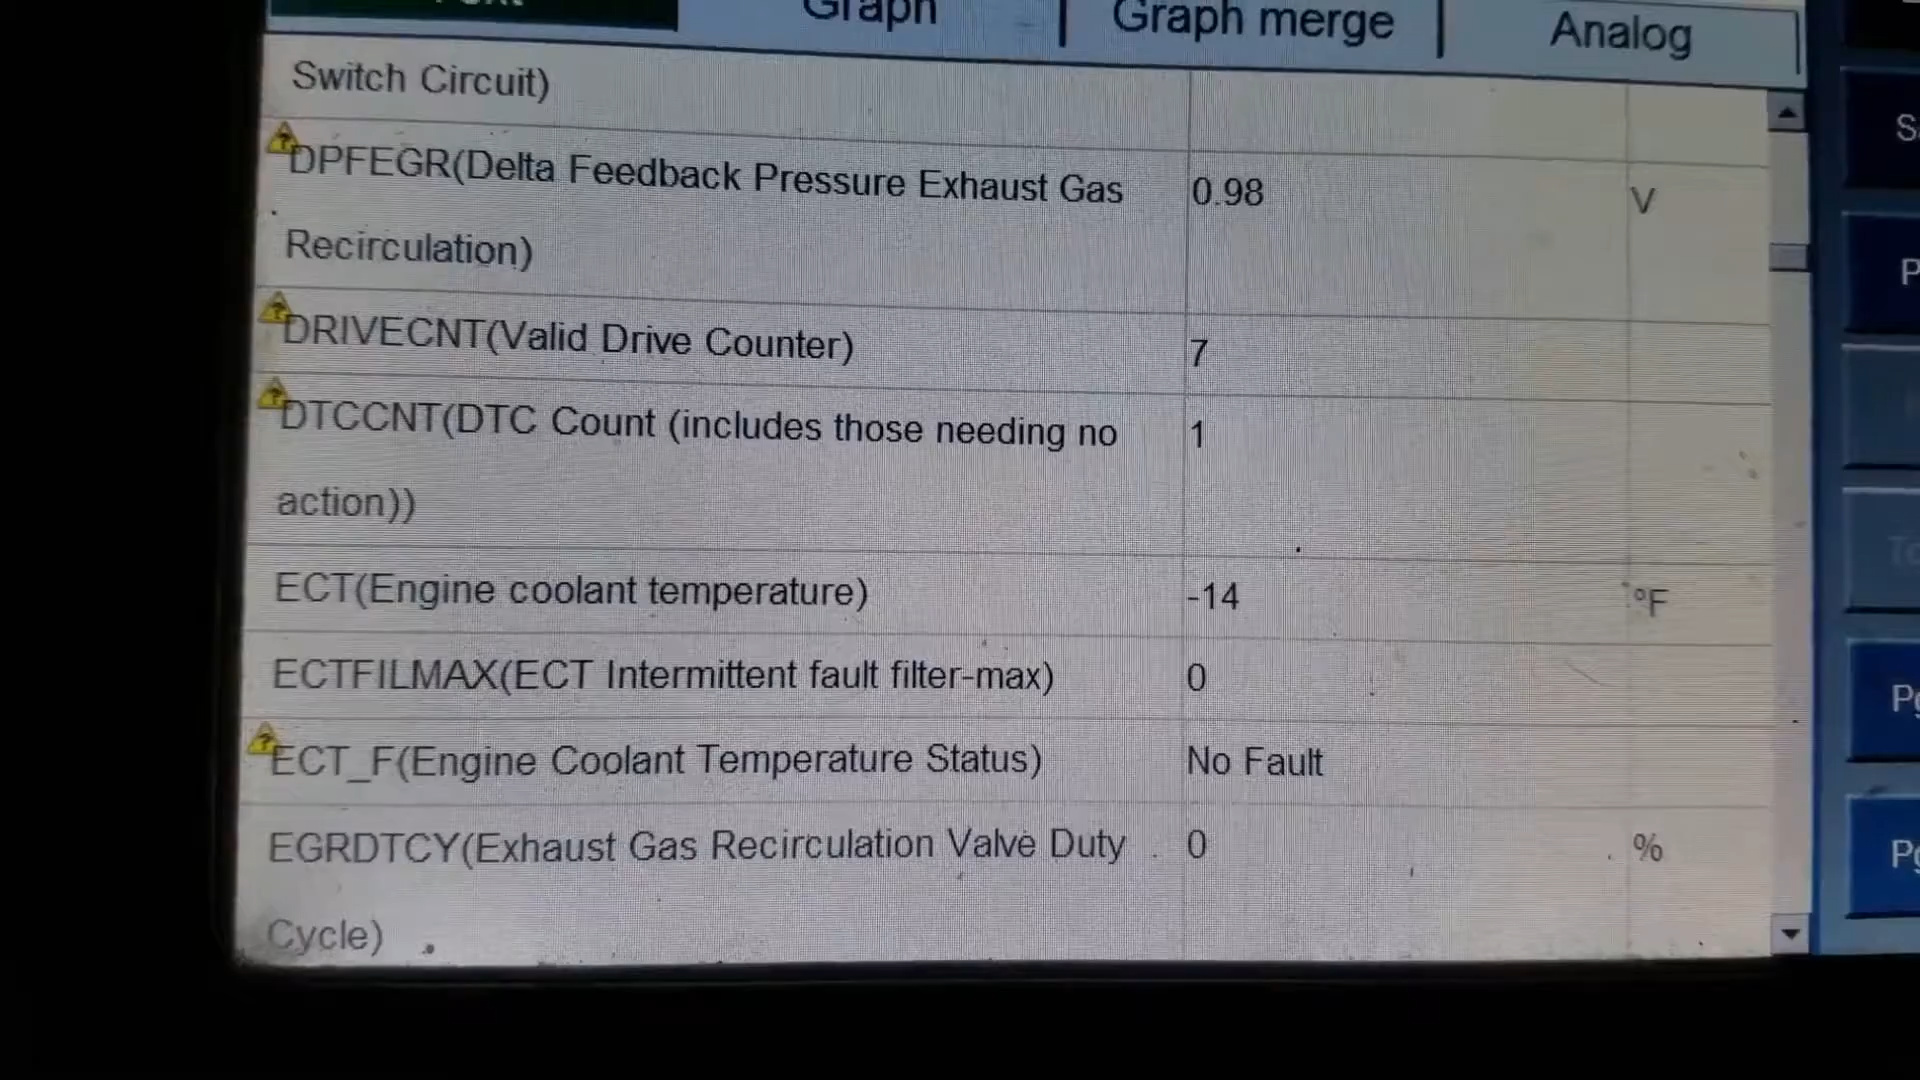 Graph
Graph merge
Analog
Switch Circuit)
DPFEGR(Delta Feedback Pressure Exhaust Gas 0.98 V
Recirculation)
DRIVECNT(Valid Drive Counter) 7
DTCCNT(DTC Count (includes those needing no 1
action))
ECT(Engine coolant temperature) -14 °F
ECTFILMAX(ECT Intermittent fault filter-max) 0
ECT_F(Engine Coolant Temperature Status) No Fault
EGRDTCY(Exhaust Gas Recirculation Valve Duty 0 %
Cycle)